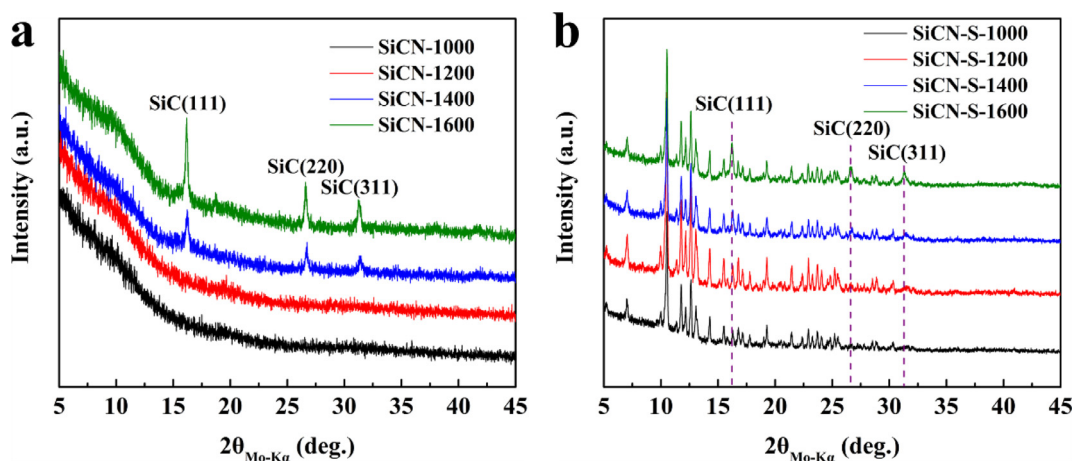 a
SiCN-1000
SiCN-1200
SiCN-1400
SiCN-1600
SiC(111)
SiC(220)
SiC(311)
Intensity (a.u.)
5 10 15 20 25 30 35 40 45
2θMo-Kα (deg.)
b
SiCN-S-1000
SiCN-S-1200
SiCN-S-1400
SiCN-S-1600
SiC(111)
SiC(220)
SiC(311)
Intensity (a.u.)
5 10 15 20 25 30 35 40 45
2θMo-Kα (deg.)